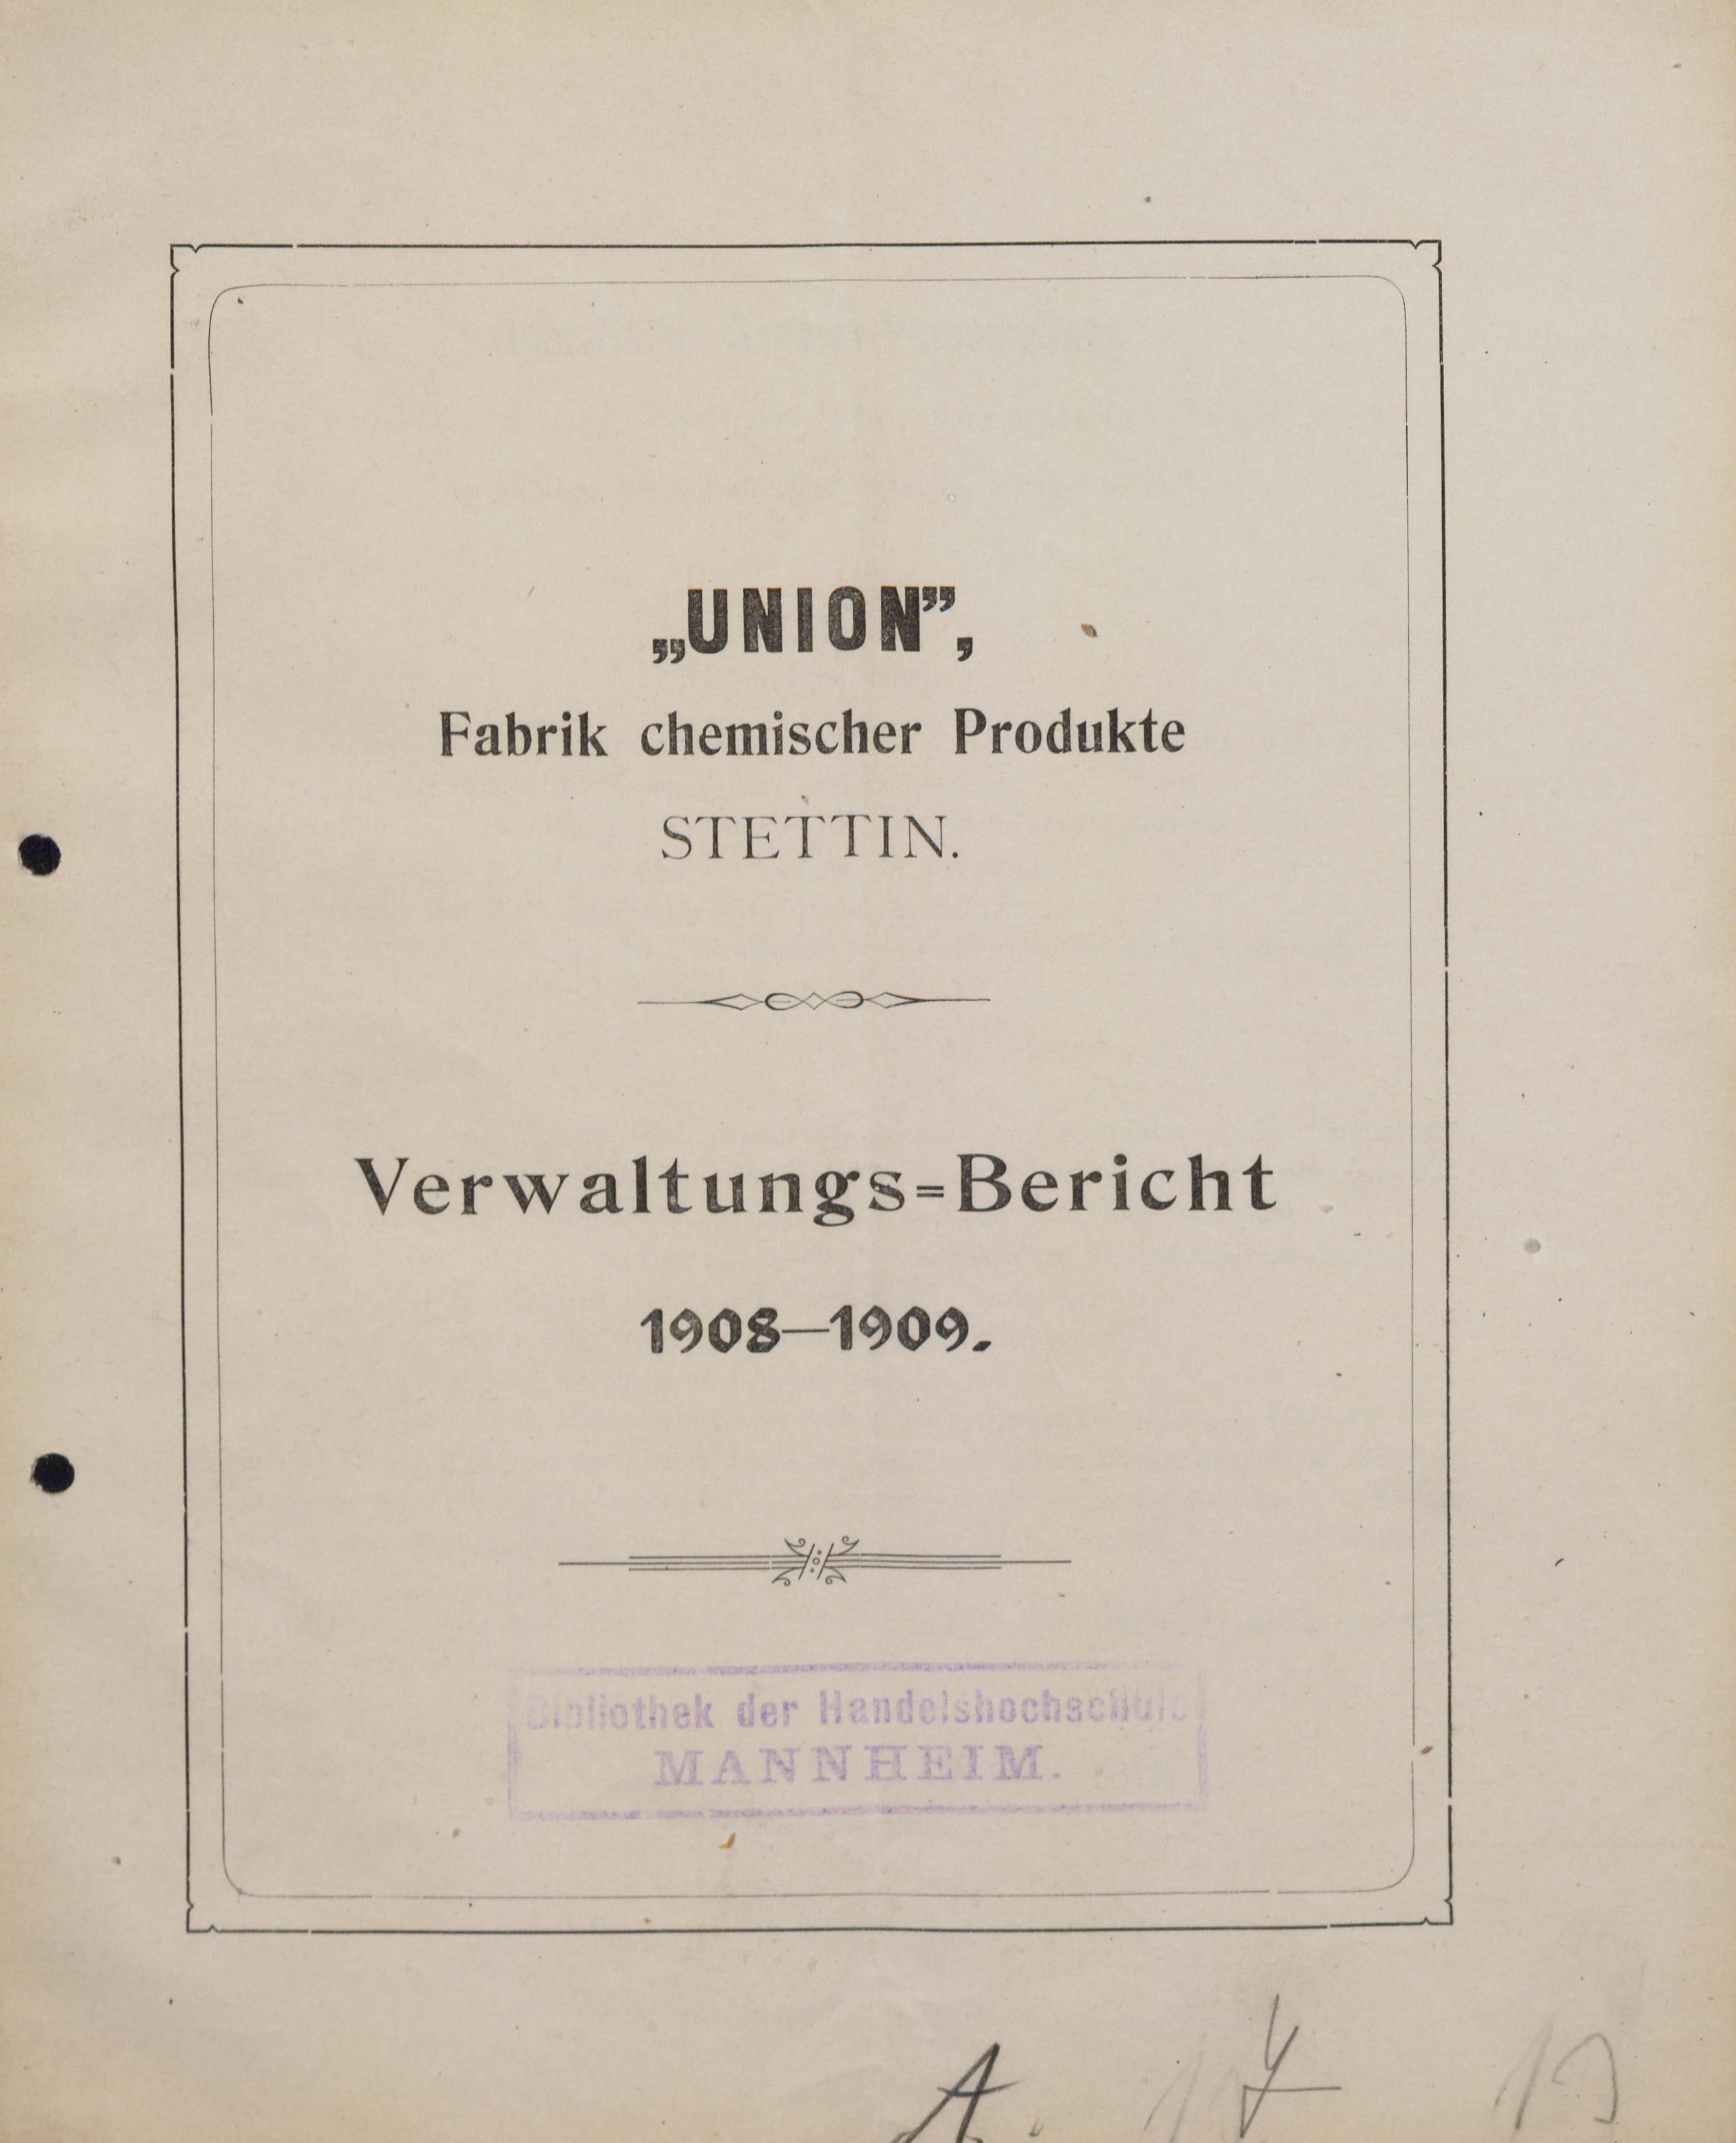 „UNION”,
Fabrik chemischer Produkte
STETTIN.
Verwaltungs=Bericht
1908—1909.
Bibliothek der Handelshochschule
MANNHEIM.
A.